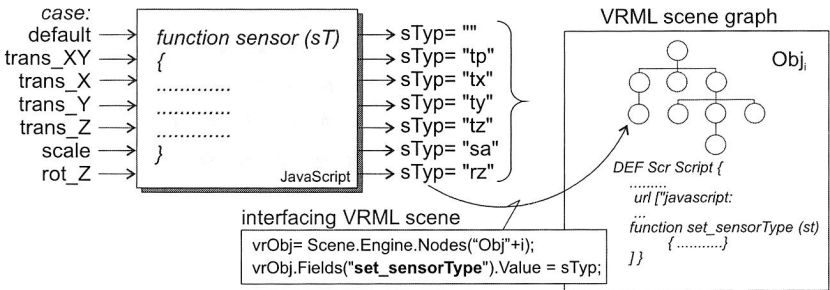 case:
default
trans_XY
trans_X
trans_Y
trans_Z
scale
rot_Z
function sensor (sT)
{
.............
.............
.............
}
JavaScript
sTyp= ""
sTyp= "tp"
sTyp= "tx"
sTyp= "ty"
sTyp= "tz"
sTyp= "sa"
sTyp= "rz"
interfacing VRML scene
vrObj= Scene.Engine.Nodes(“Obj"+i);
vrObj.Fields("set_sensorType").Value = sTyp;
VRML scene graph
Obji
DEF Scr Script {
.........
url ["javascript:
...
function set_sensorType (st)
{ ...........}
] }